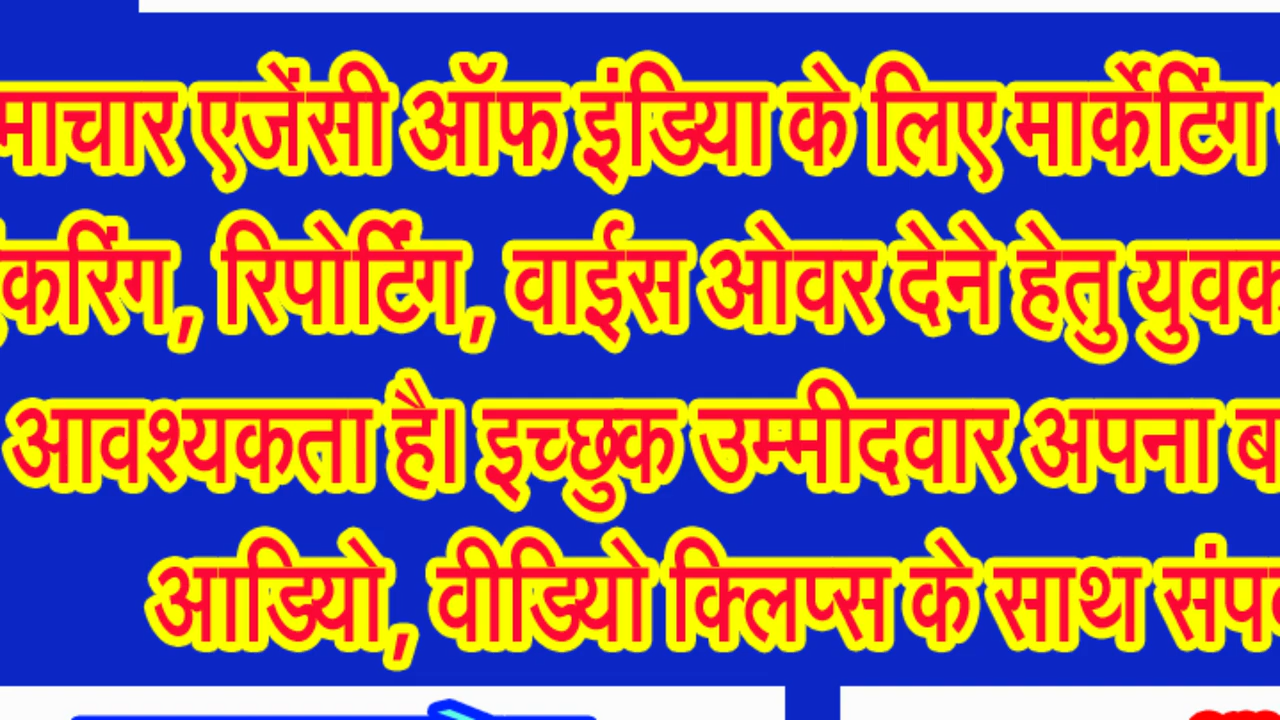 माचार एजेंसी ऑफ इंडिया के लिए मार्केटिंग
करिंग, रिपोर्टिंग, वाईस ओवर देने हेतु युवक
आवश्यकता है। इच्छुक उम्मीदवार अपना ब
आडियो, वीडियो क्लिप्स के साथ संप